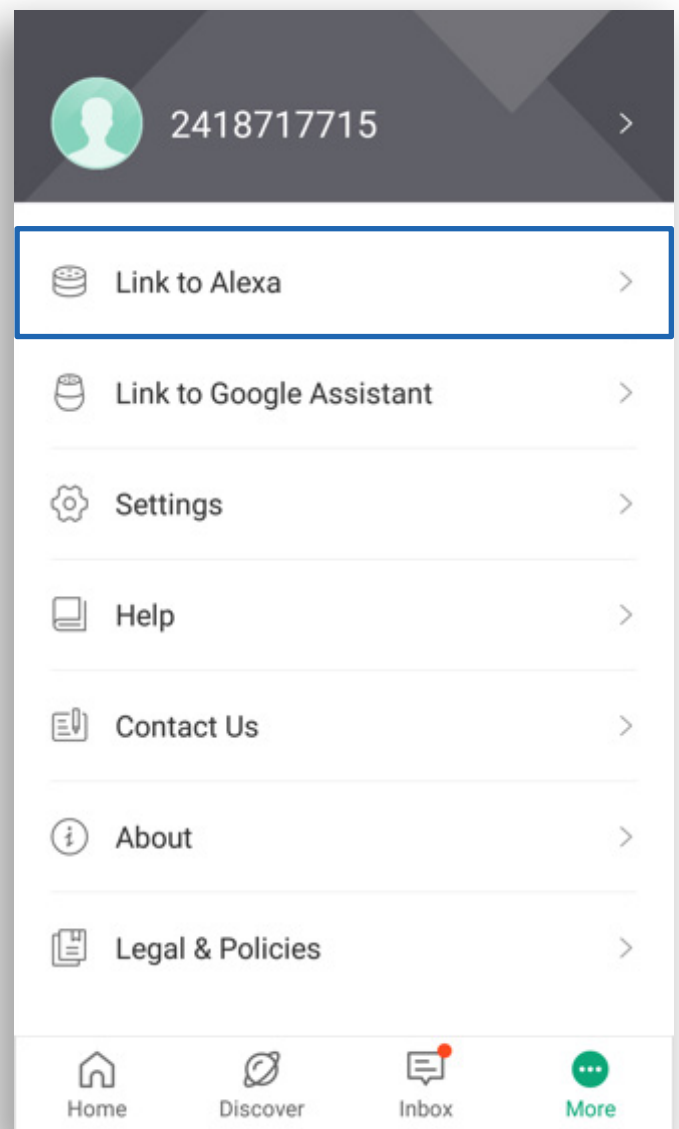 2418717715
Link to Alexa
Link to Google Assistant
Settings
Help
Contact Us
About
Legal & Policies
Home Discover Inbox More